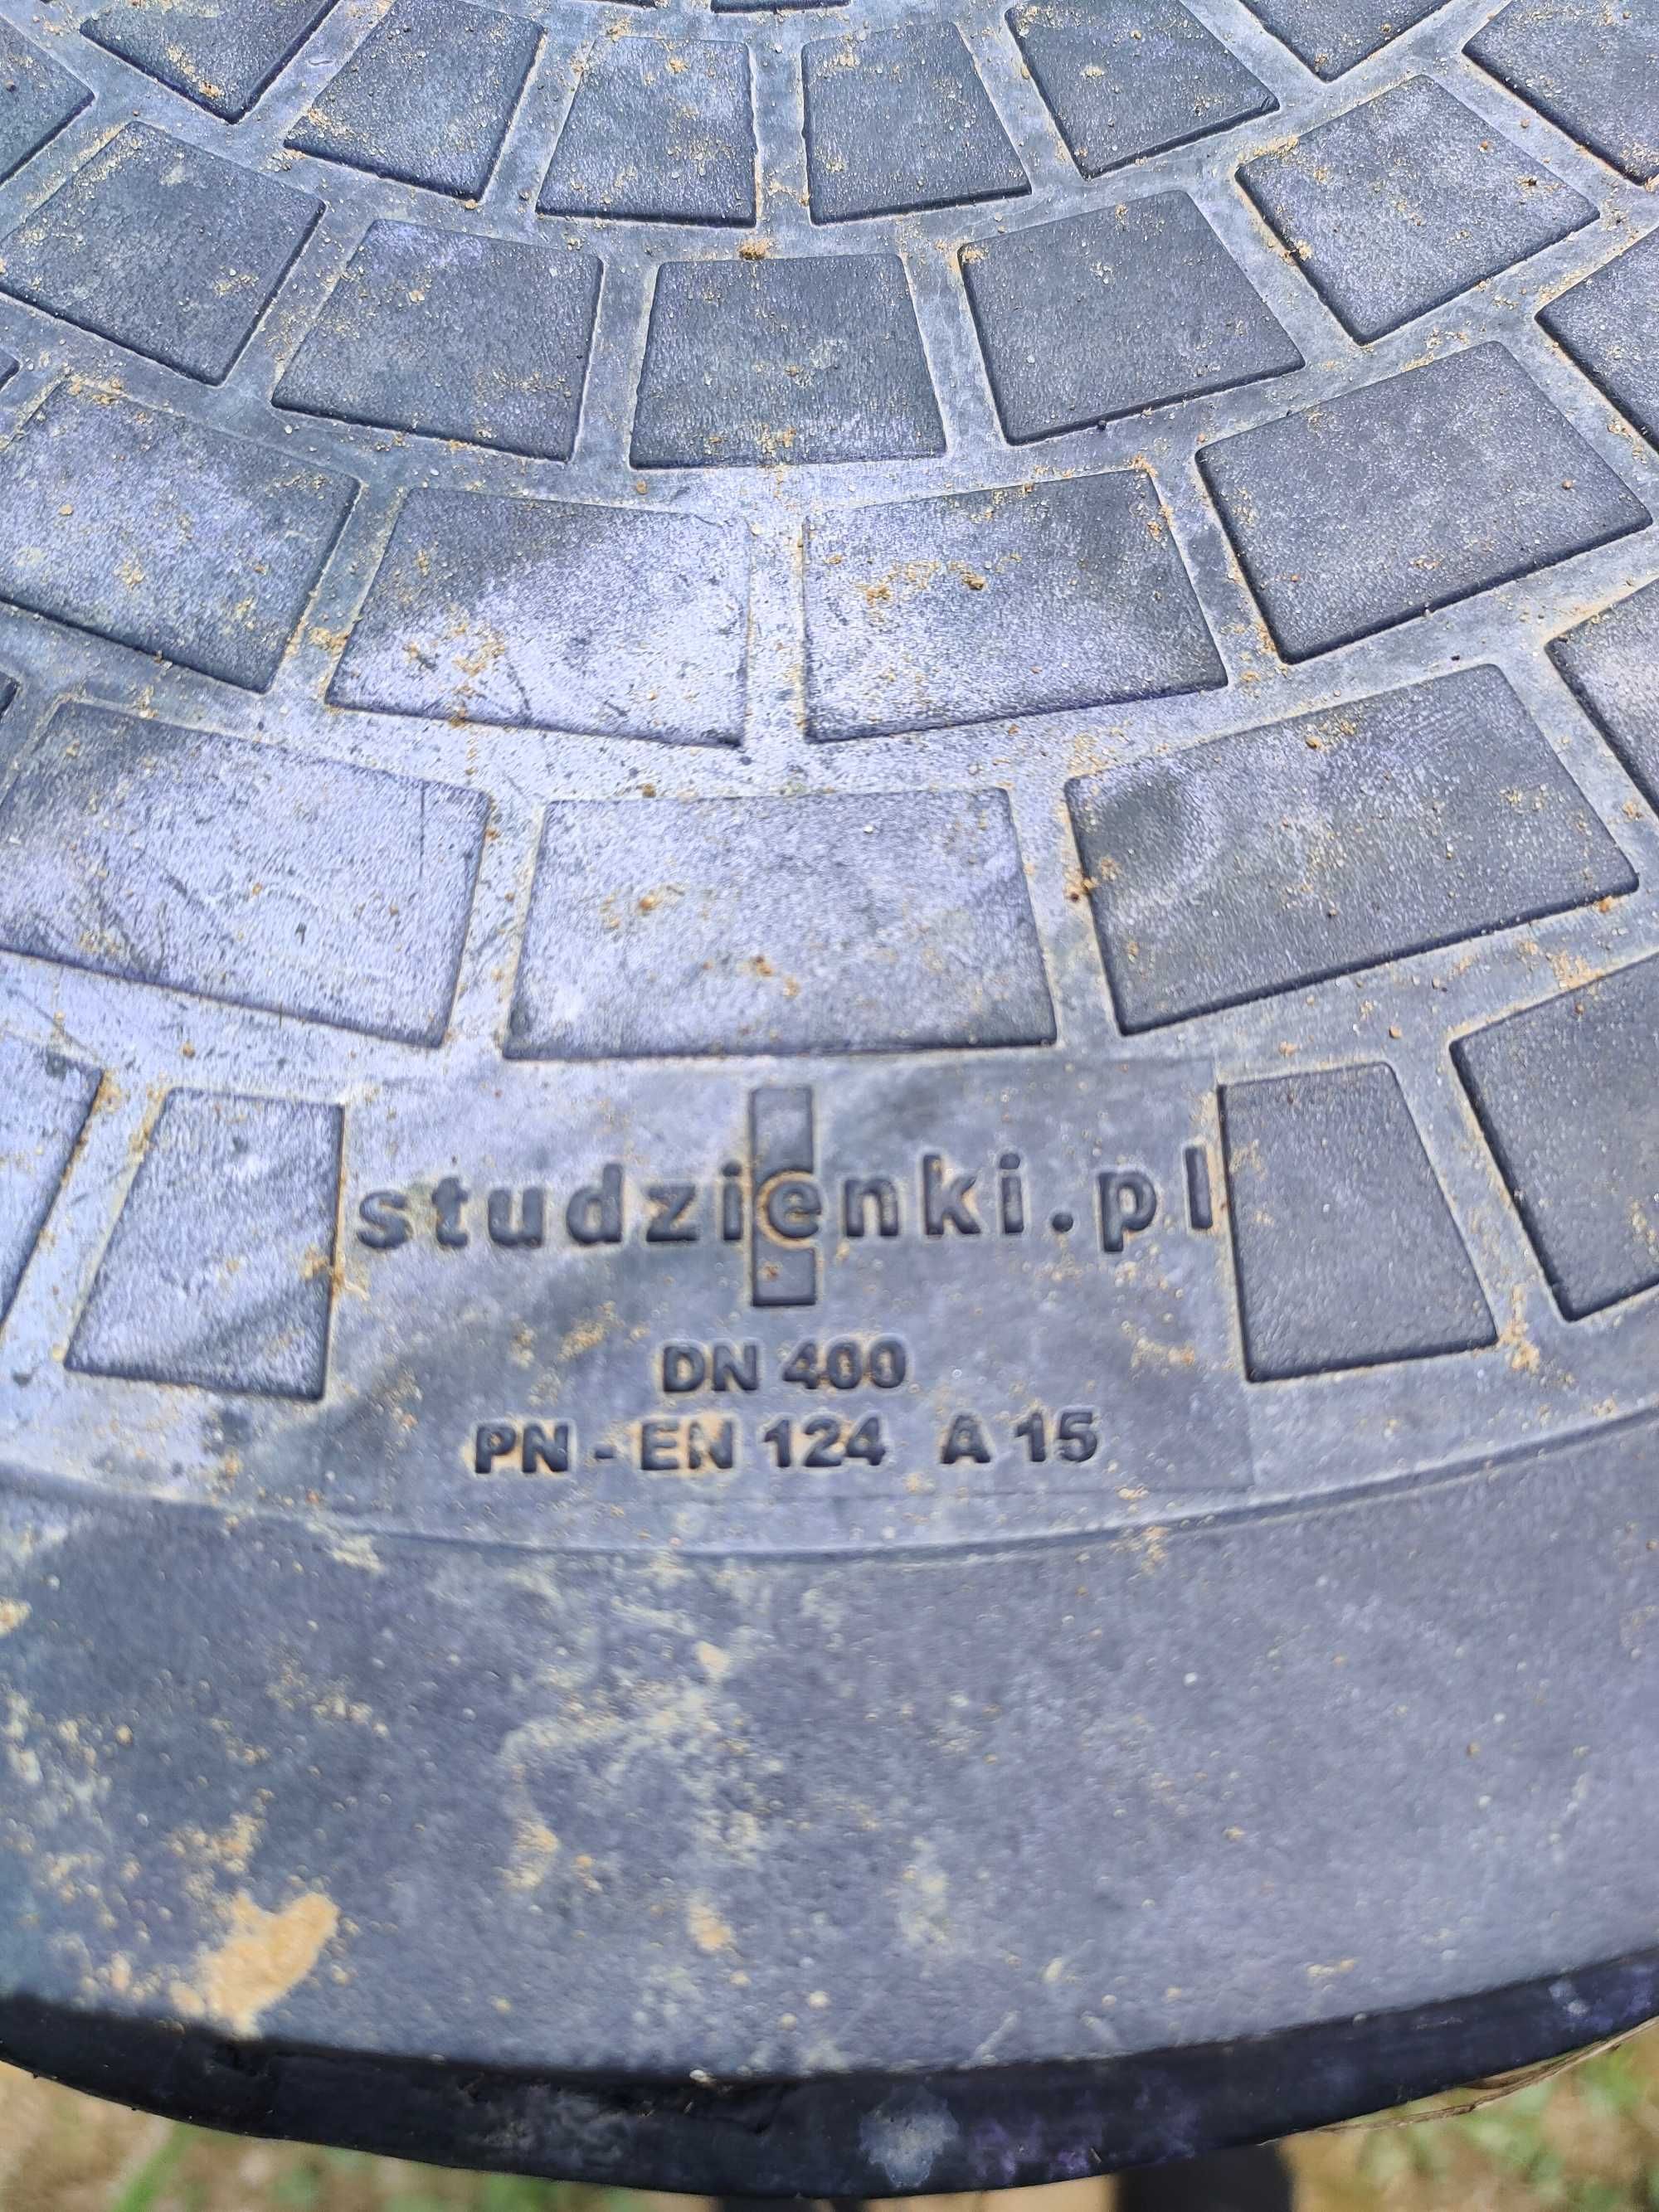 studzienki.pl
DN 400
PN - EN 124 A 15